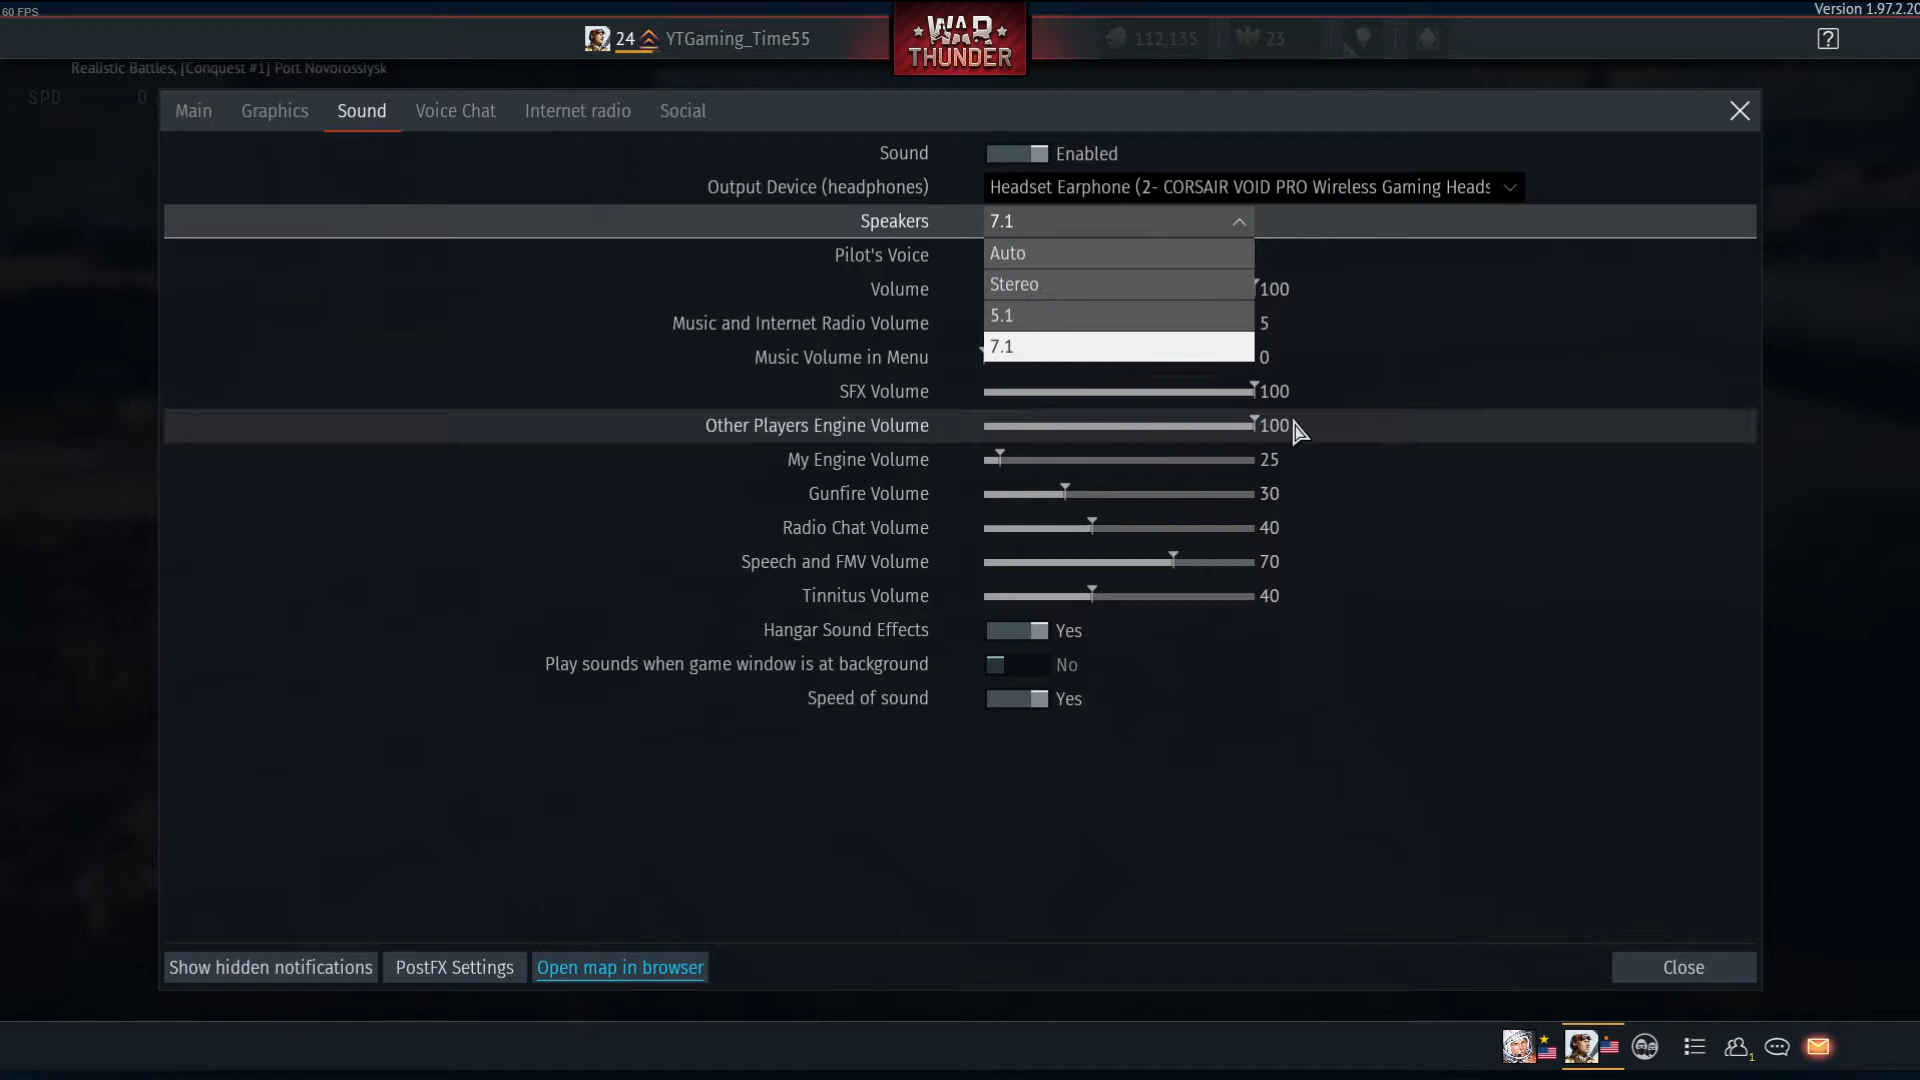 60 FPS
Version 1.97.2.20
24 YTGaming_Time55
WAR THUNDER
112,135
23
?
Realistic Battles, [Conquest #1] Port Novorossiysk
SPD 0
Main Graphics Sound Voice Chat Internet radio Social
Sound Enabled
Output Device (headphones) Headset Earphone (2- CORSAIR VOID PRO Wireless Gaming Heads
Speakers 7.1
Auto
Stereo
5.1
7.1
Pilot's Voice
Volume 100
Music and Internet Radio Volume 5
Music Volume in Menu 0
SFX Volume 100
Other Players Engine Volume 100
My Engine Volume 25
Gunfire Volume 30
Radio Chat Volume 40
Speech and FMV Volume 70
Tinnitus Volume 40
Hangar Sound Effects Yes
Play sounds when game window is at background No
Speed of sound Yes
Show hidden notifications PostFX Settings Open map in browser Close
1